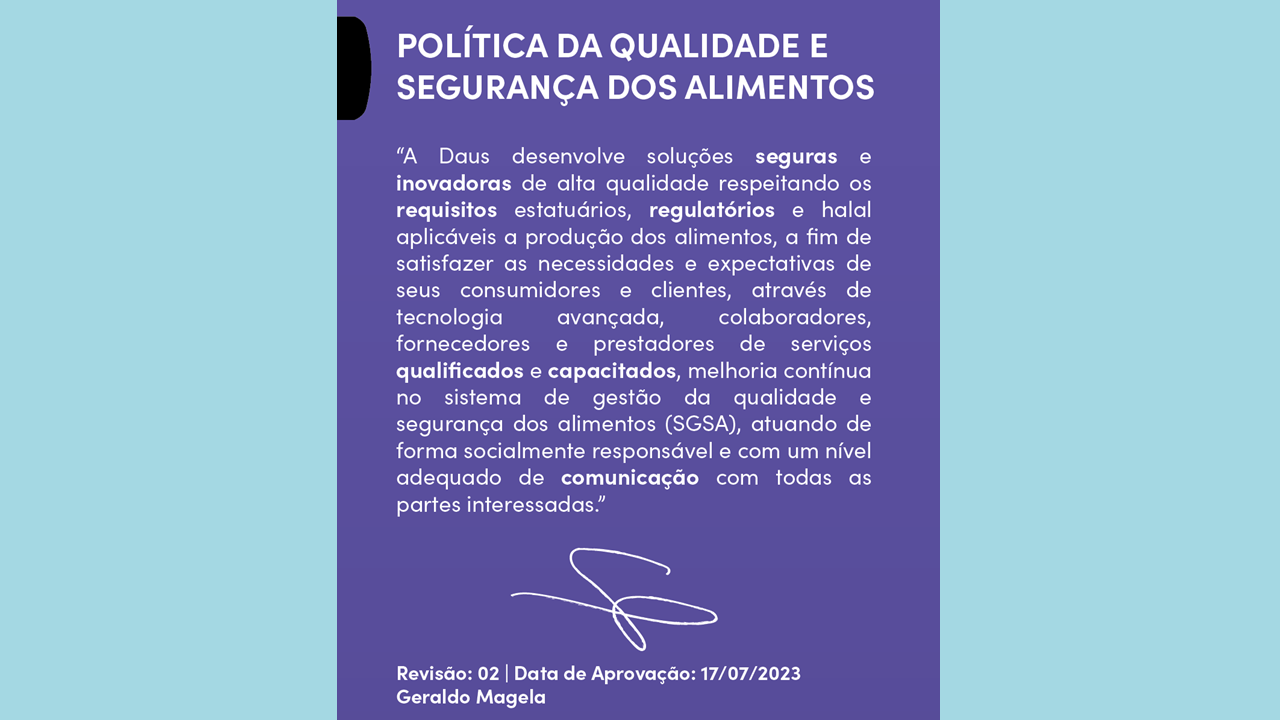 POLÍTICA DA QUALIDADE E
SEGURANÇA DOS ALIMENTOS
“A Daus desenvolve soluções seguras e
inovadoras de alta qualidade respeitando os
requisitos estatuários, regulatórios e halal
aplicáveis a produção dos alimentos, a fim de
satisfazer as necessidades e expectativas de
seus consumidores e clientes, através de
tecnologia avançada, colaboradores,
fornecedores e prestadores de serviços
qualificados e capacitados, melhoria contínua
no sistema de gestão da qualidade e
segurança dos alimentos (SGSA), atuando de
forma socialmente responsável e com um nível
adequado de comunicação com todas as
partes interessadas.”
Revisão: 02 | Data de Aprovação: 17/07/2023
Geraldo Magela